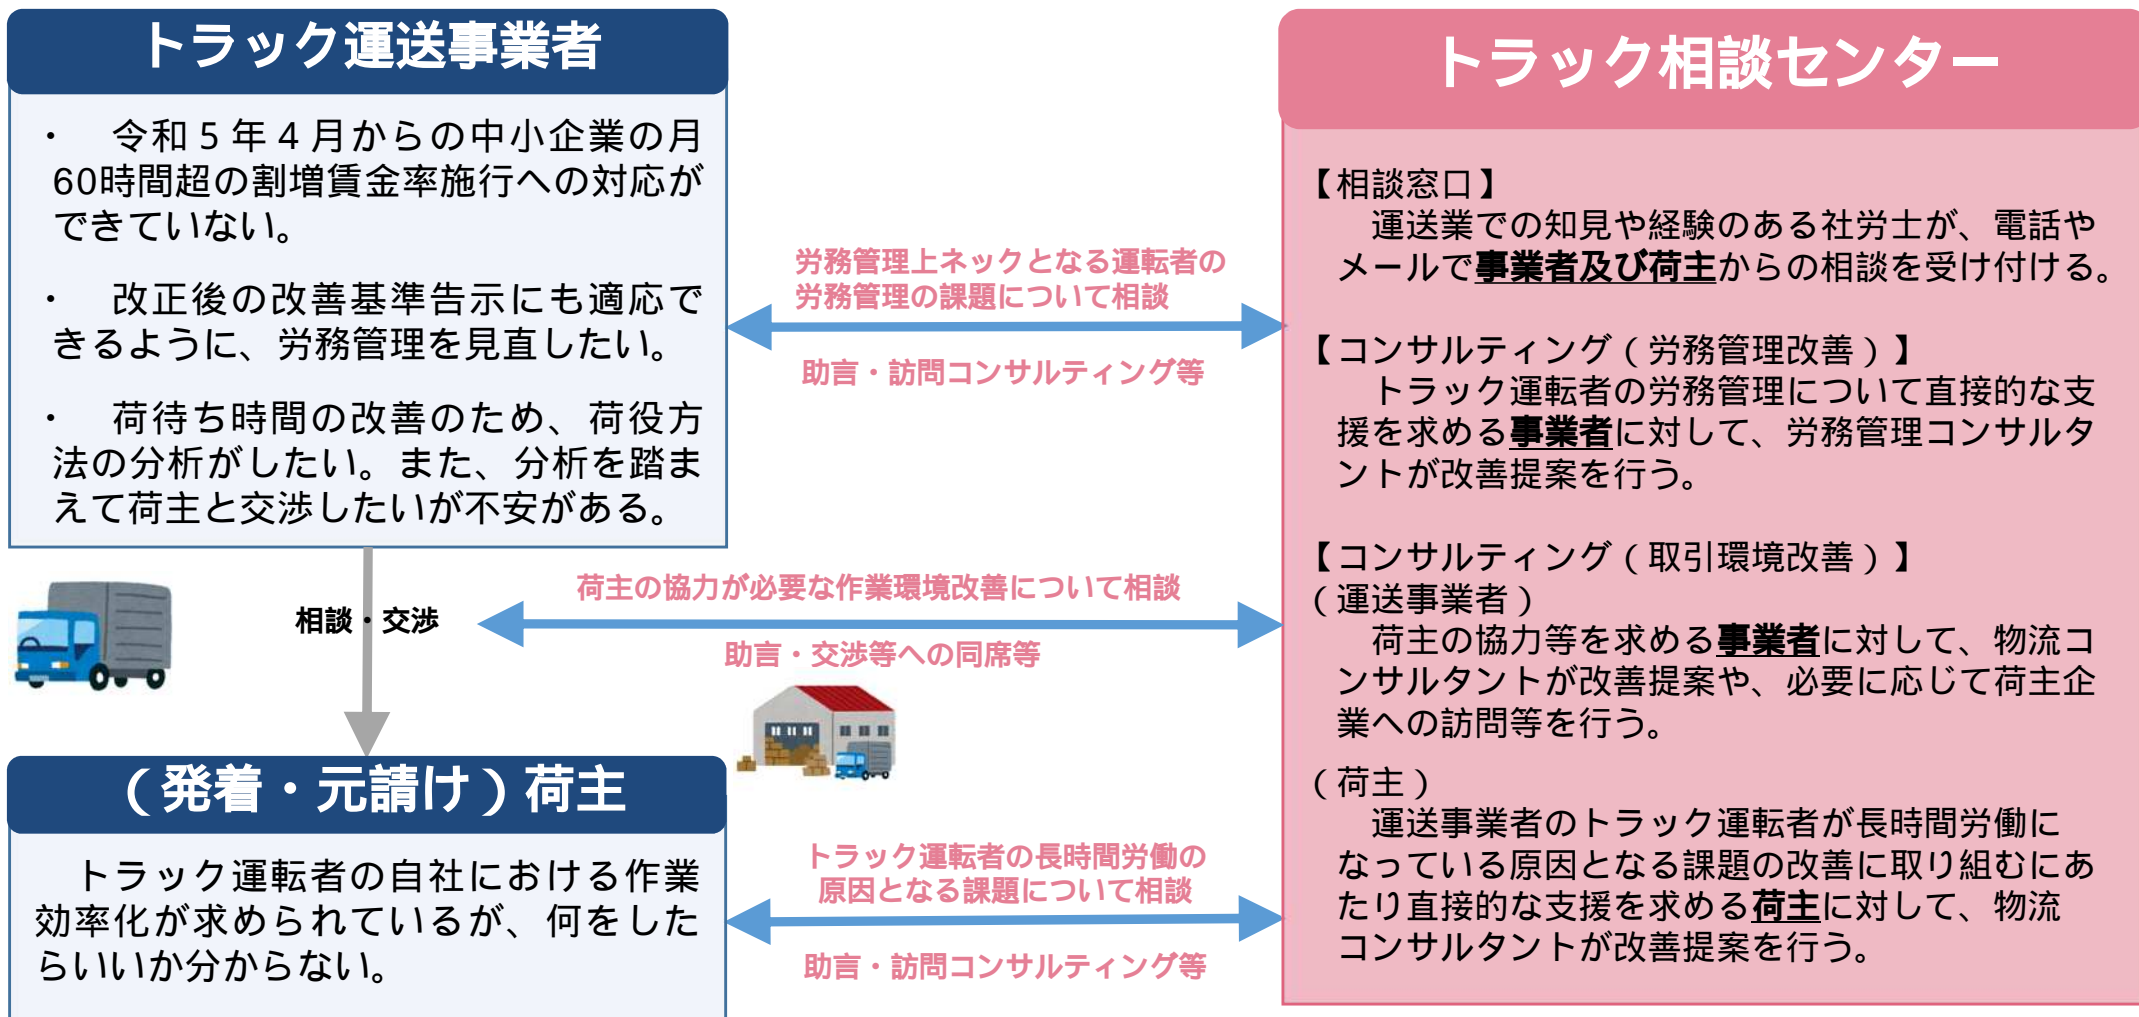 トラック運送事業者
・　令和５年４月からの中小企業の月
60時間超の割増賃金率施行への対応が
できていない。
・　改正後の改善基準告示にも適応で
きるように、労務管理を見直したい。
・　荷待ち時間の改善のため、荷役方
法の分析がしたい。また、分析を踏ま
えて荷主と交渉したいが不安がある。
相談・交渉
（発着・元請け）荷主
トラック運転者の自社における作業
効率化が求められているが、何をした
らいいか分からない。
労務管理上ネックとなる運転者の
労務管理の課題について相談
助言・訪問コンサルティング等
荷主の協力が必要な作業環境改善について相談
助言・交渉等への同席等
トラック運転者の長時間労働の
原因となる課題について相談
助言・訪問コンサルティング等
トラック相談センター
【相談窓口】
運送業での知見や経験のある社労士が、電話や
メールで事業者及び荷主からの相談を受け付ける。
【コンサルティング（労務管理改善）】
トラック運転者の労務管理について直接的な支
援を求める事業者に対して、労務管理コンサルタ
ントが改善提案を行う。
【コンサルティング（取引環境改善）】
（運送事業者）
荷主の協力等を求める事業者に対して、物流コ
ンサルタントが改善提案や、必要に応じて荷主企
業への訪問等を行う。
（荷主）
運送事業者のトラック運転者が長時間労働に
なっている原因となる課題の改善に取り組むにあ
たり直接的な支援を求める荷主に対して、物流
コンサルタントが改善提案を行う。